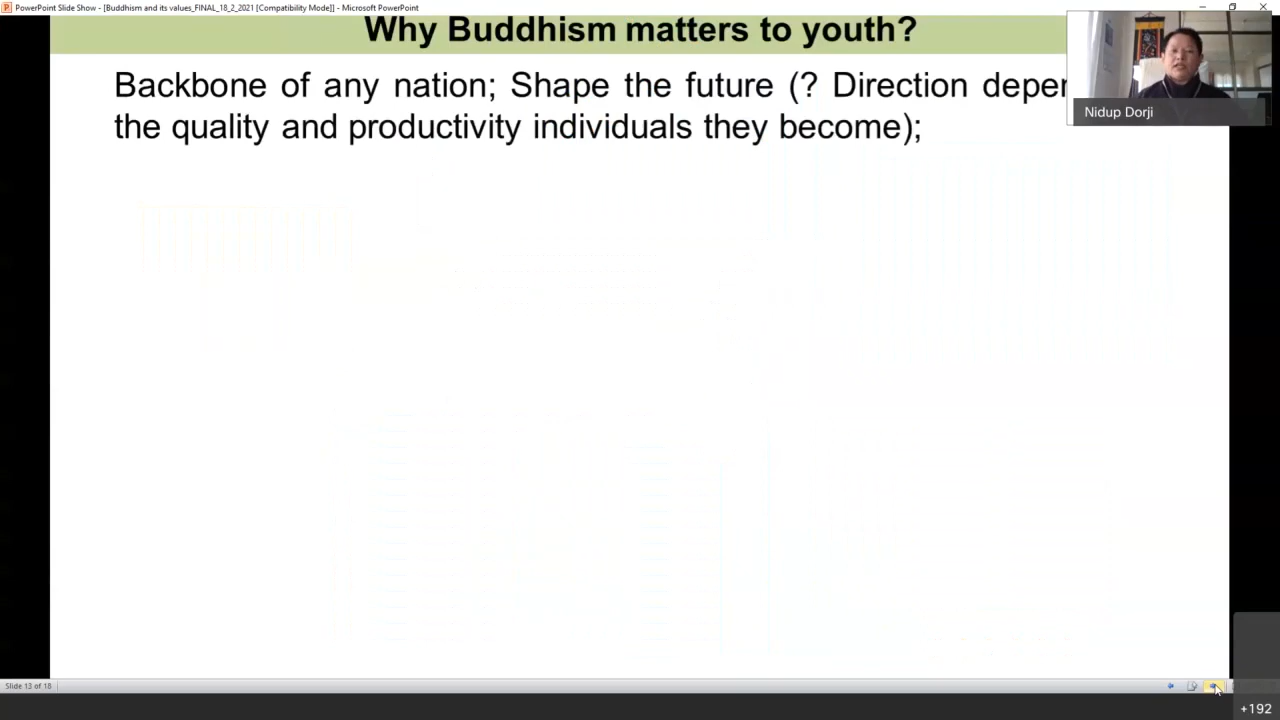 PowerPoint Slide Show - [Buddhism and its values_FINAL_18_2_2021 [Compatibility Mode]] - Microsoft PowerPoint
Why Buddhism matters to youth?
Backbone of any nation; Shape the future (? Direction
the quality and productivity individuals they become);
Nidup Dorji
Slide 13 of 18
+192